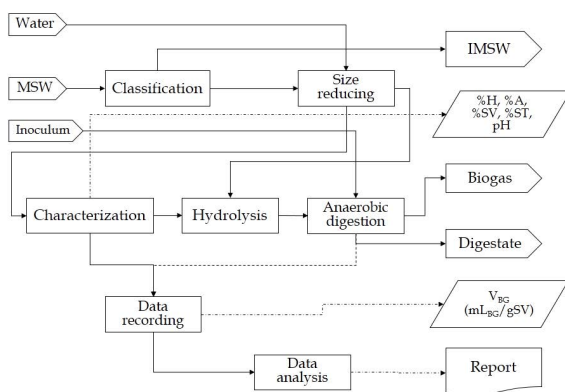 Water
IMSW
MSW
Classification
Size
reducing
%H, %A,
%SV, %ST,
pH
Inoculum
Biogas
Characterization
Hydrolysis
Anaerobic
digestion
Digestate
Data
recording
V_BG
(mL_BG/gSV)
Data
analysis
Report